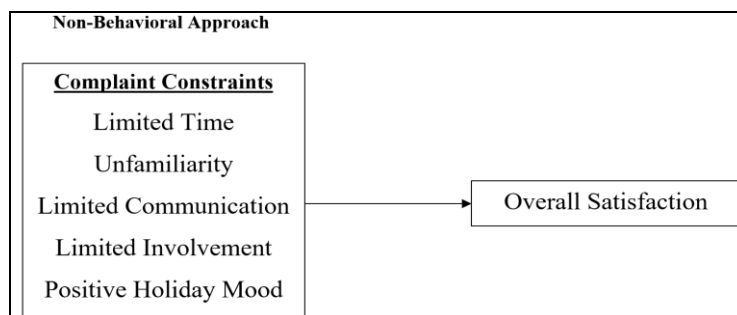 Non-Behavioral Approach
Complaint Constraints
Limited Time
Unfamiliarity
Limited Communication
Limited Involvement
Positive Holiday Mood
Overall Satisfaction